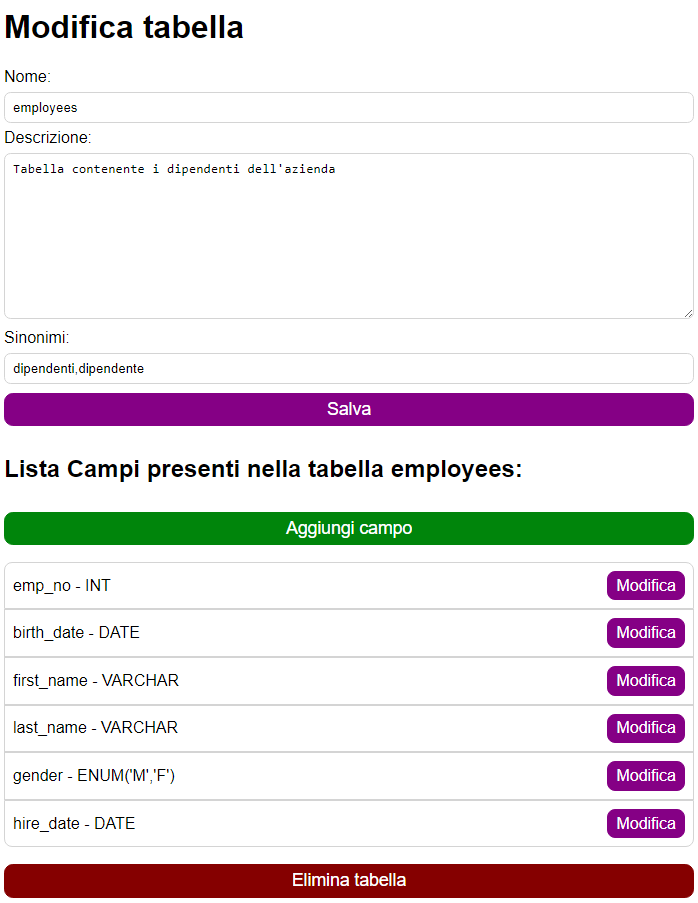 Modifica tabella
Nome:
employees
Descrizione:
Tabella contenente i dipendenti dell'azienda
Sinonimi:
dipendenti,dipendente
Salva
Lista Campi presenti nella tabella employees:
Aggiungi campo
emp_no - INT Modifica
birth_date - DATE Modifica
first_name - VARCHAR Modifica
last_name - VARCHAR Modifica
gender - ENUM('M','F') Modifica
hire_date - DATE Modifica
Elimina tabella